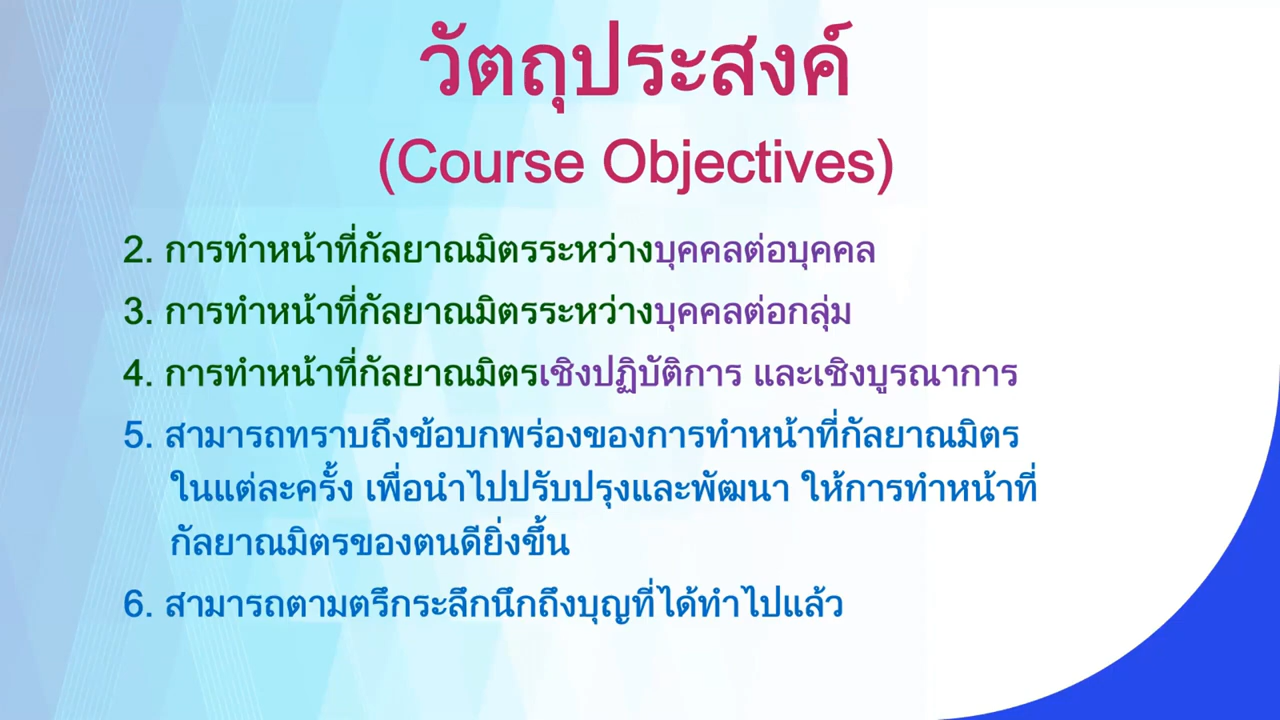 วัตถุประสงค์
(Course Objectives)
2. การทำหน้าที่กัลยาณมิตรระหว่างบุคคลต่อบุคคล
3. การทำหน้าที่กัลยาณมิตรระหว่างบุคคลต่อกลุ่ม
4. การทำหน้าที่กัลยาณมิตรเชิงปฏิบัติการ และเชิงบูรณาการ
5. สามารถทราบถึงข้อบกพร่องของการทำหน้าที่กัลยาณมิตร
ในแต่ละครั้ง เพื่อนำไปปรับปรุงและพัฒนา ให้การทำหน้าที่
กัลยาณมิตรของตนดียิ่งขึ้น
6. สามารถตามตรึกระลึกนึกถึงบุญที่ได้ทำไปแล้ว